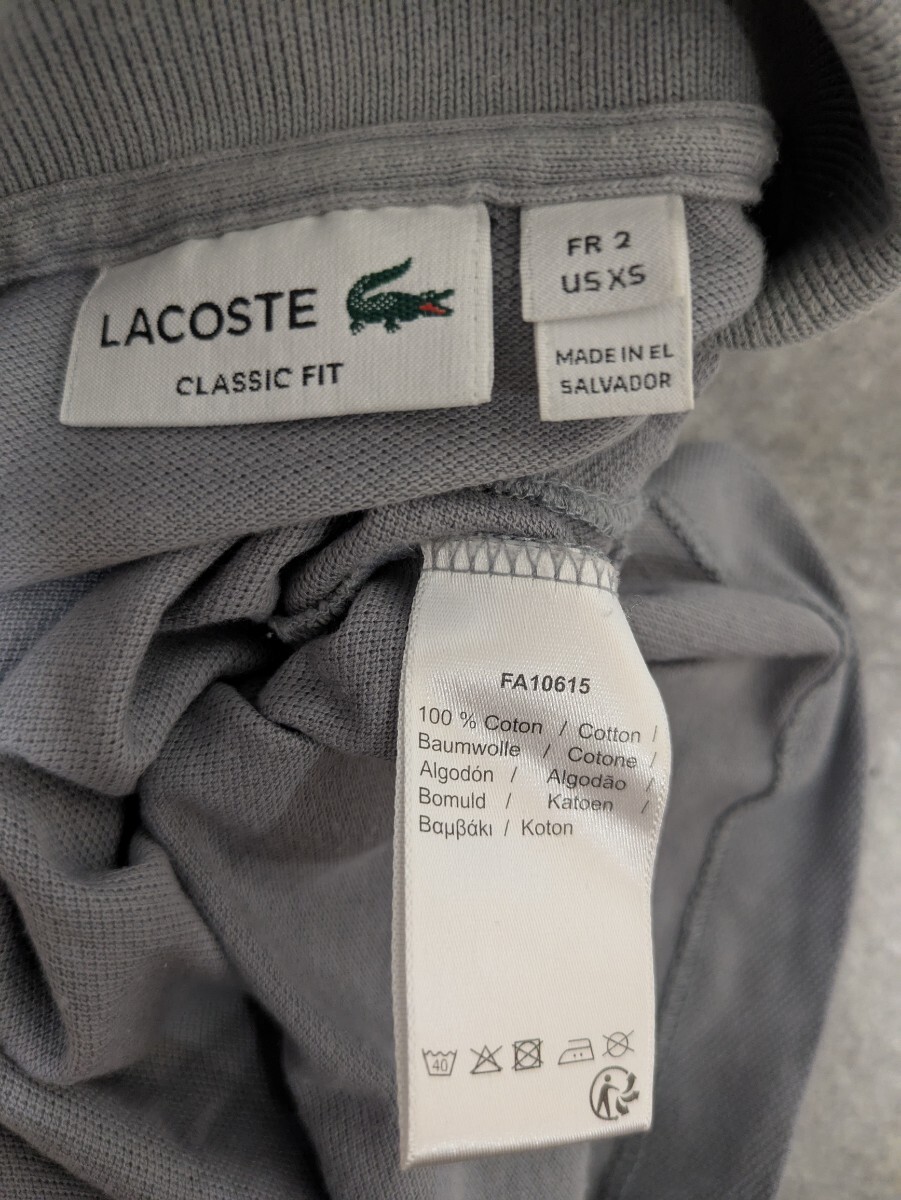 LACOSTE
CLASSIC FIT
FR 2
US XS
MADE IN EL
SALVADOR
FA10615
100 % Coton / Cotton /
Baumwolle / Cotone /
Algodón / Algodão /
Bomuld / Katoen /
Βαμβάκι / Koton
40